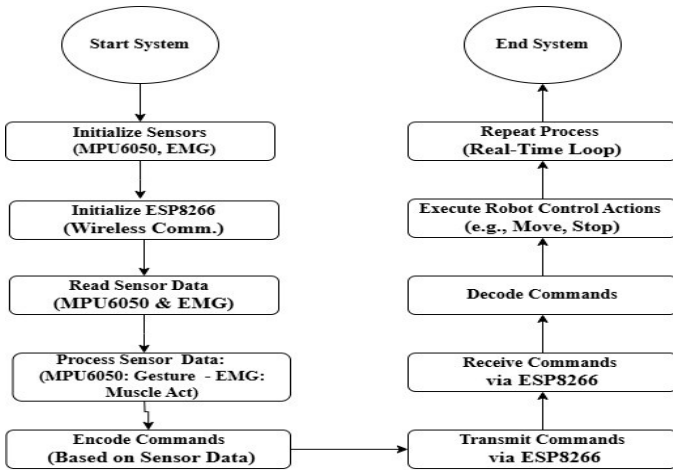 Start System
Initialize Sensors
(MPU6050, EMG)
Initialize ESP8266
(Wireless Comm.)
Read Sensor Data
(MPU6050 & EMG)
Process Sensor Data:
(MPU6050: Gesture - EMG:
Muscle Act)
Encode Commands
(Based on Sensor Data)
Transmit Commands
via ESP8266
Receive Commands
via ESP8266
Decode Commands
Execute Robot Control Actions
(e.g., Move, Stop)
Repeat Process
(Real-Time Loop)
End System